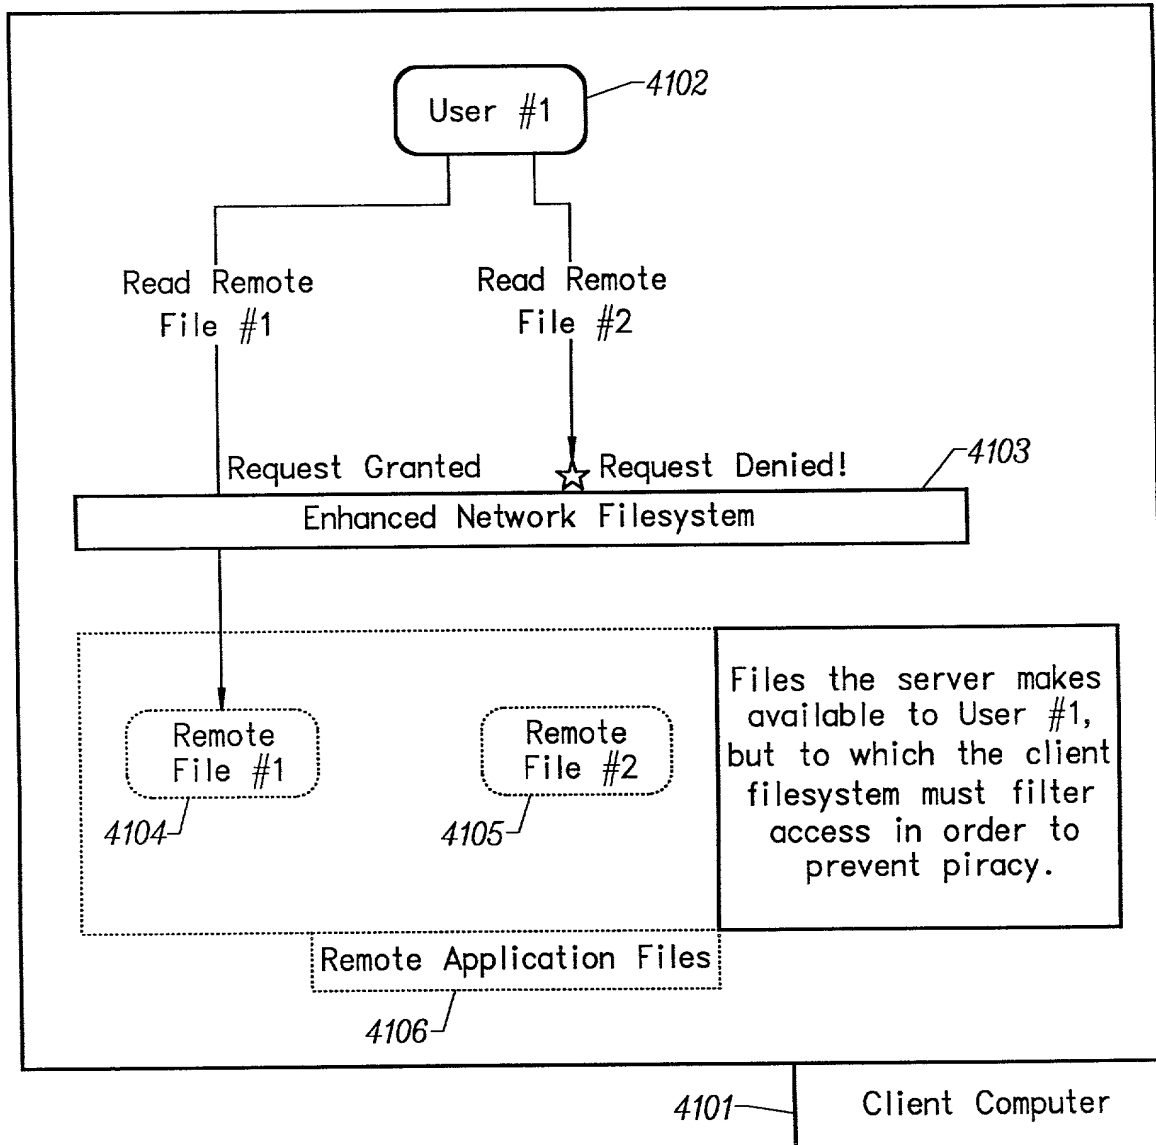 4102
User #1
Read Remote
File #1
Read Remote
File #2
Request Granted
Request Denied!
4103
Enhanced Network Filesystem
Remote
File #1
4104
Remote
File #2
4105
Files the server makes
available to User #1,
but to which the client
filesystem must filter
access in order to
prevent piracy.
Remote Application Files
4106
4101
Client Computer